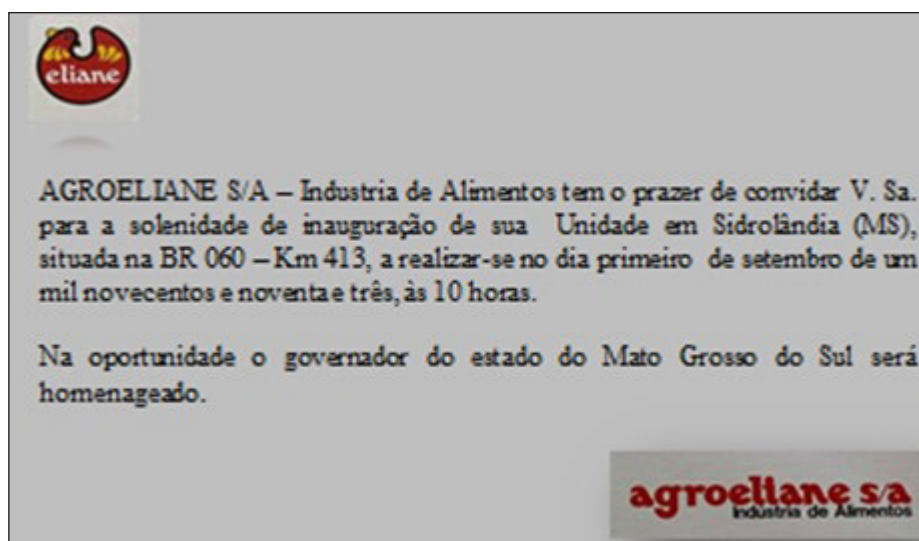 eliane
AGROELIANE S/A – Industria de Alimentos tem o prazer de convidar V. Sa.
para a solenidade de inauguração de sua Unidade em Sidrolândia (MS),
situada na BR 060 – Km 413, a realizar-se no dia primeiro de setembro de um
mil novecentos e noventa e três, às 10 horas.
Na oportunidade o governador do estado do Mato Grosso do Sul será
homenageado.
agroeliane s/a
Indústria de Alimentos